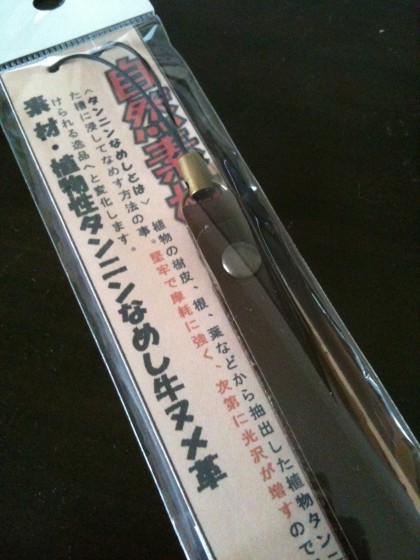 自然素
<タンニンなめしとは>植物の樹皮、根、葉などから抽出した植物タンニ
た槽に浸してなめす方法の事。堅牢で摩耗に強く、次第に光沢が増すので
けられる逸品へと変化します。
素材・植物性タンニンなめし牛ヌメ革